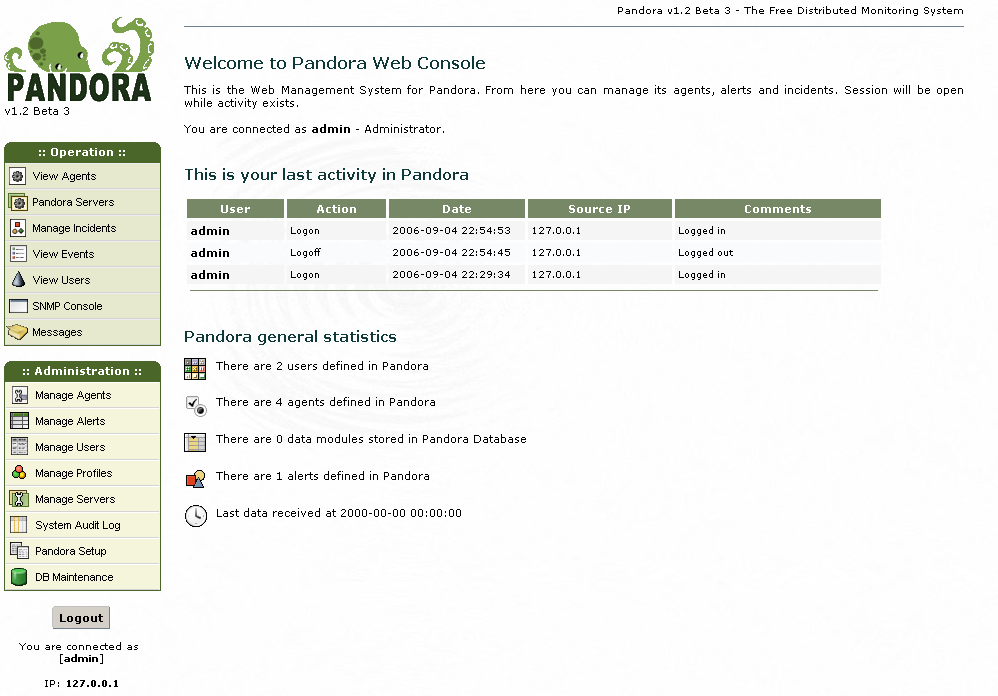 Pandora v1.2 Beta 3 - The Free Distributed Monitoring System
PANDORA
v1.2 Beta 3
:: Operation ::
View Agents
Pandora Servers
Manage Incidents
View Events
View Users
SNMP Console
Messages
:: Administration ::
Manage Agents
Manage Alerts
Manage Users
Manage Profiles
Manage Servers
System Audit Log
Pandora Setup
DB Maintenance
Logout
You are connected as
[admin]
IP: 127.0.0.1
Welcome to Pandora Web Console
This is the Web Management System for Pandora. From here you can manage its agents, alerts and incidents. Session will be open
while activity exists.
You are connected as admin - Administrator.
This is your last activity in Pandora
User Action Date Source IP Comments
admin Logon 2006-09-04 22:54:53 127.0.0.1 Logged in
admin Logoff 2006-09-04 22:54:45 127.0.0.1 Logged out
admin Logon 2006-09-04 22:29:34 127.0.0.1 Logged in
Pandora general statistics
There are 2 users defined in Pandora
There are 4 agents defined in Pandora
There are 0 data modules stored in Pandora Database
There are 1 alerts defined in Pandora
Last data received at 2000-00-00 00:00:00